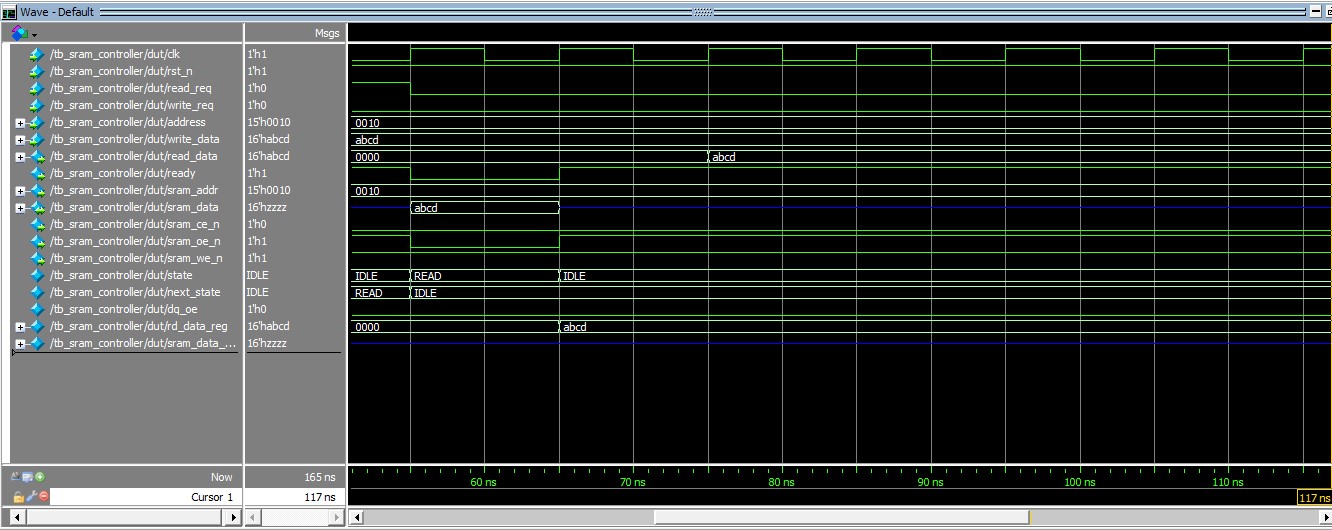 Wave - Default
Msgs
/tb_sram_controller/dut/clk 1'h1
/tb_sram_controller/dut/rst_n 1'h1
/tb_sram_controller/dut/read_req 1'h0
/tb_sram_controller/dut/write_req 1'h0
/tb_sram_controller/dut/address 15'h0010 0010
/tb_sram_controller/dut/write_data 16'habcd abcd
/tb_sram_controller/dut/read_data 16'habcd 0000 abcd
/tb_sram_controller/dut/ready 1'h1
/tb_sram_controller/dut/sram_addr 15'h0010 0010
/tb_sram_controller/dut/sram_data 16'hzzzz abcd
/tb_sram_controller/dut/sram_ce_n 1'h0
/tb_sram_controller/dut/sram_oe_n 1'h1
/tb_sram_controller/dut/sram_we_n 1'h1
/tb_sram_controller/dut/state IDLE IDLE READ IDLE
/tb_sram_controller/dut/next_state IDLE READ IDLE
/tb_sram_controller/dut/dq_oe 1'h0
/tb_sram_controller/dut/rd_data_reg 16'habcd 0000 abcd
/tb_sram_controller/dut/sram_data_... 16'hzzzz
Now 165 ns 60 ns 70 ns 80 ns 90 ns 100 ns 110 ns
Cursor 1 117 ns 117 ns